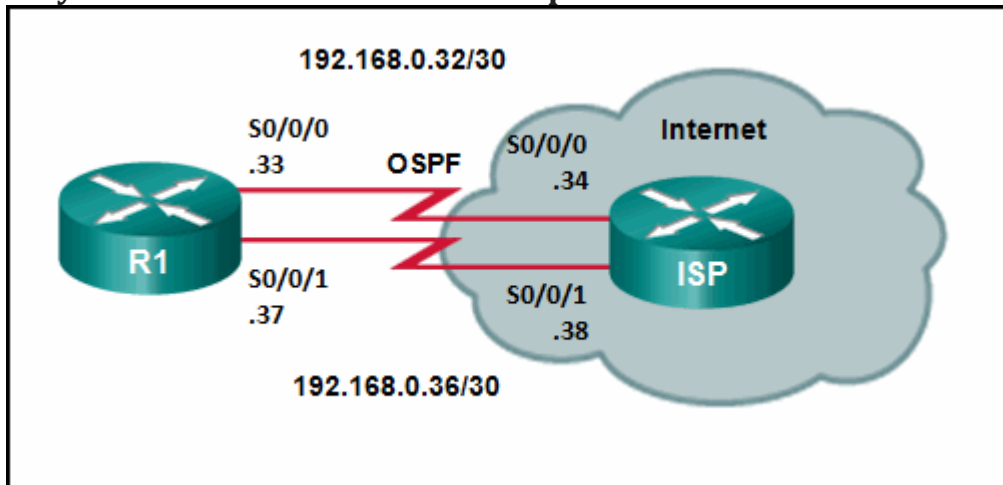 192.168.0.32/30
S0/0/0
.33
OSPF
S0/0/0
.34
Internet
R1
ISP
S0/0/1
.37
S0/0/1
.38
192.168.0.36/30